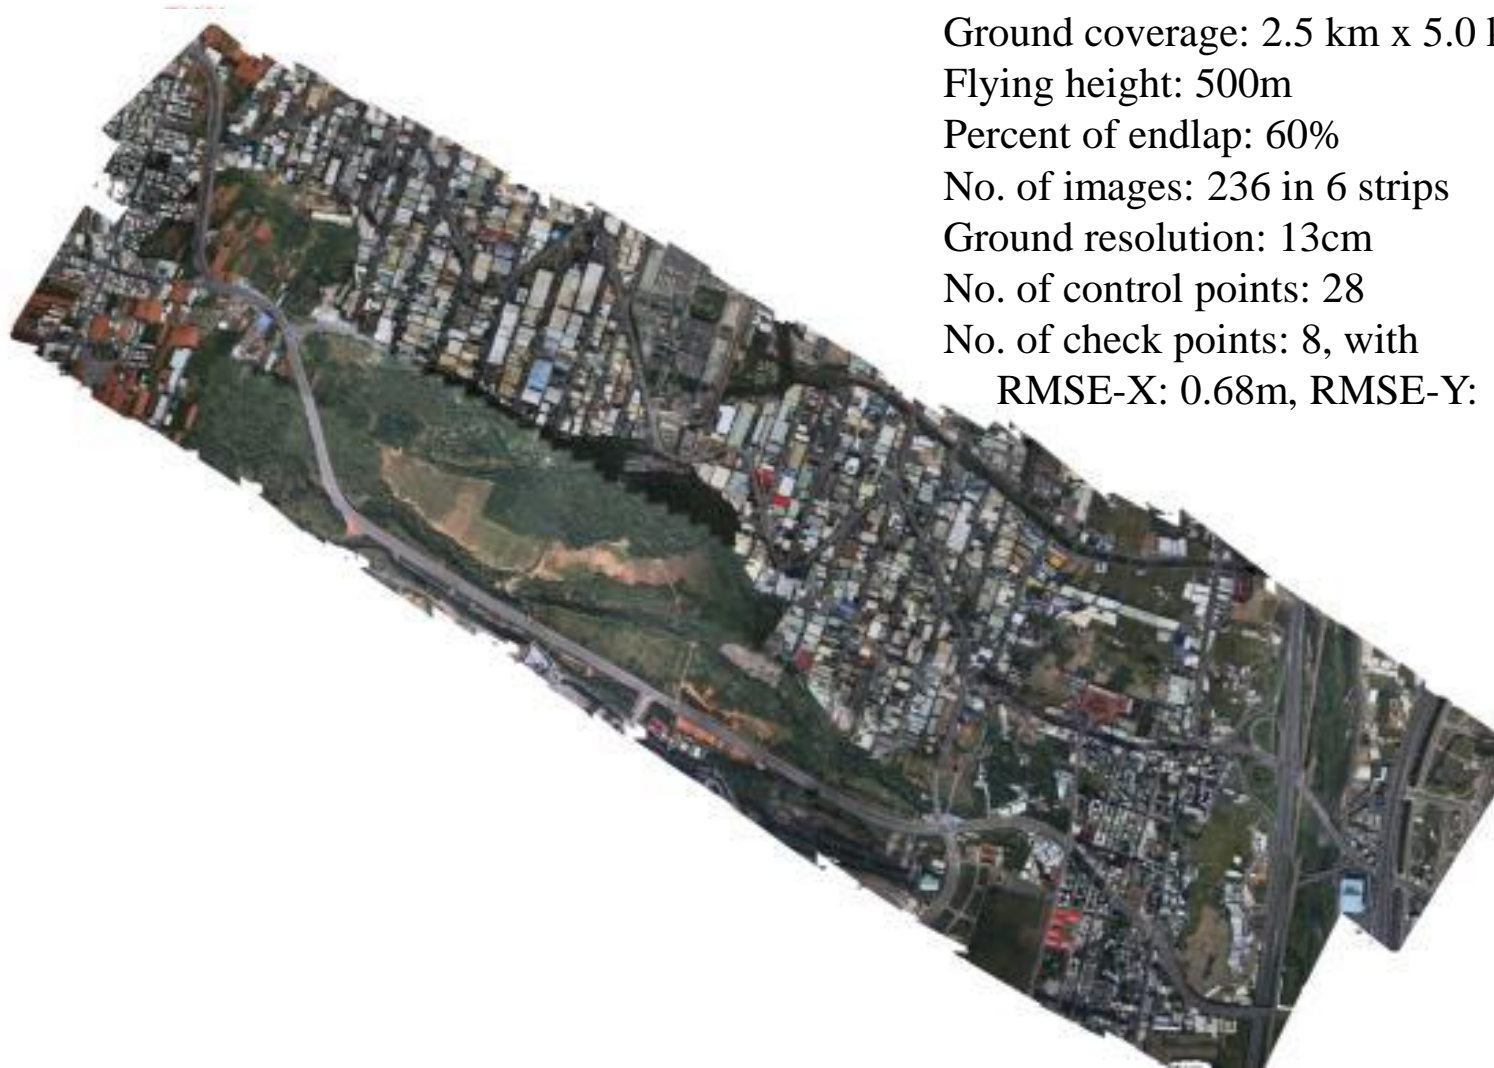 Ground coverage: 2.5 km x 5.0
Flying height: 500m
Percent of endlap: 60%
No. of images: 236 in 6 strips
Ground resolution: 13cm
No. of control points: 28
No. of check points: 8, with
RMSE-X: 0.68m, RMSE-Y: